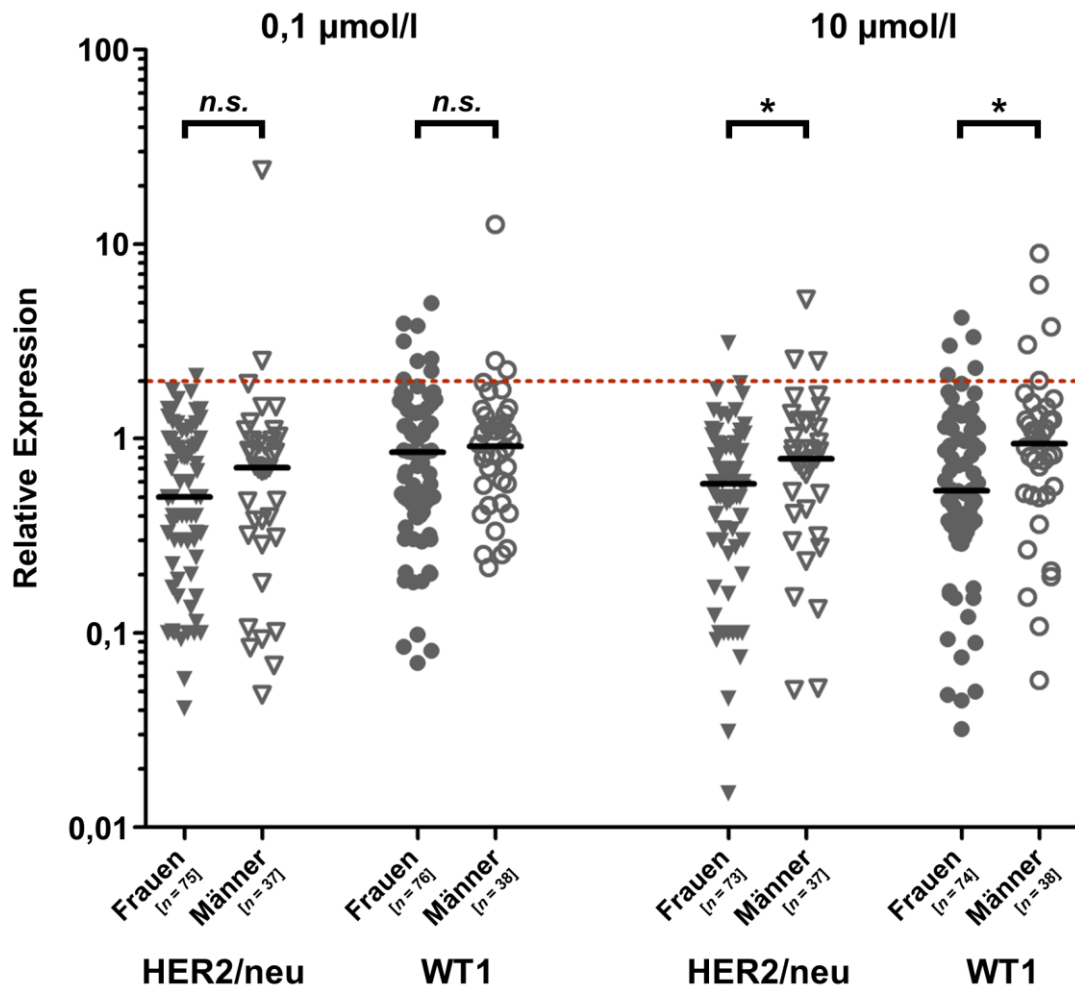 0,1 µmol/l 10 µmol/l
100
n.s. n.s. * *
10
1
0,1
0,01
Relative Expression
Frauen
[n = 75]
Männer
[n = 37]
Frauen
[n = 76]
Männer
[n = 38]
Frauen
[n = 73]
Männer
[n = 37]
Frauen
[n = 74]
Männer
[n = 38]
HER2/neu WT1 HER2/neu WT1